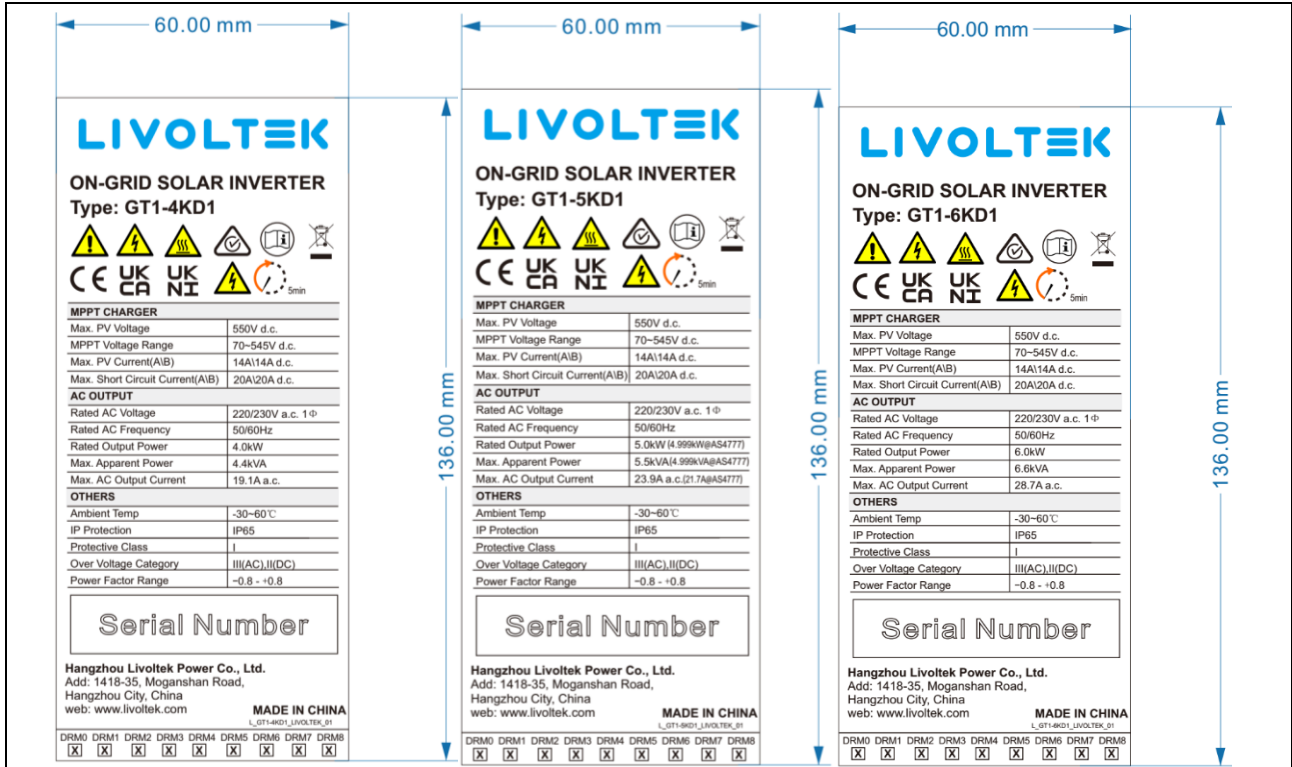 60.00 mm
LIVOLTEK
ON-GRID SOLAR INVERTER
Type: GT1-4KD1
CE UK CA UK NI 5min
MPPT CHARGER
Max. PV Voltage 550V d.c.
MPPT Voltage Range 70~545V d.c.
Max. PV Current(A\B) 14A\14A d.c.
Max. Short Circuit Current(A\B) 20A\20A d.c.
AC OUTPUT
Rated AC Voltage 220/230V a.c. 1Φ
Rated AC Frequency 50/60Hz
Rated Output Power 4.0kW
Max. Apparent Power 4.4kVA
Max. AC Output Current 19.1A a.c.
OTHERS
Ambient Temp -30~60℃
IP Protection IP65
Protective Class I
Over Voltage Category III(AC),II(DC)
Power Factor Range −0.8 - +0.8
Serial Number
Hangzhou Livoltek Power Co., Ltd.
Add: 1418-35, Moganshan Road,
Hangzhou City, China
web: www.livoltek.com MADE IN CHINA
L_GT1-4KD1_LIVOLTEK_01
DRM0 DRM1 DRM2 DRM3 DRM4 DRM5 DRM6 DRM7 DRM8
X X X X X X X X X
136.00 mm
60.00 mm
LIVOLTEK
ON-GRID SOLAR INVERTER
Type: GT1-5KD1
CE UK CA UK NI 5min
MPPT CHARGER
Max. PV Voltage 550V d.c.
MPPT Voltage Range 70~545V d.c.
Max. PV Current(A\B) 14A\14A d.c.
Max. Short Circuit Current(A\B) 20A\20A d.c.
AC OUTPUT
Rated AC Voltage 220/230V a.c. 1Φ
Rated AC Frequency 50/60Hz
Rated Output Power 5.0kW (4.999kW@AS4777)
Max. Apparent Power 5.5kVA(4.999kVA@AS4777)
Max. AC Output Current 23.9A a.c.(21.7A@AS4777)
OTHERS
Ambient Temp -30~60℃
IP Protection IP65
Protective Class I
Over Voltage Category III(AC),II(DC)
Power Factor Range −0.8 - +0.8
Serial Number
Hangzhou Livoltek Power Co., Ltd.
Add: 1418-35, Moganshan Road,
Hangzhou City, China
web: www.livoltek.com MADE IN CHINA
DRM0 DRM1 DRM2 DRM3 DRM4 DRM5 DRM6 DRM7 DRM8
X X X X X X X X X
136.00 mm
60.00 mm
LIVOLTEK
ON-GRID SOLAR INVERTER
Type: GT1-6KD1
CE UK CA UK NI 5min
MPPT CHARGER
Max. PV Voltage 550V d.c.
MPPT Voltage Range 70~545V d.c.
Max. PV Current(A\B) 14A\14A d.c.
Max. Short Circuit Current(A\B) 20A\20A d.c.
AC OUTPUT
Rated AC Voltage 220/230V a.c. 1Φ
Rated AC Frequency 50/60Hz
Rated Output Power 6.0kW
Max. Apparent Power 6.6kVA
Max. AC Output Current 28.7A a.c.
OTHERS
Ambient Temp -30~60℃
IP Protection IP65
Protective Class I
Over Voltage Category III(AC),II(DC)
Power Factor Range −0.8 - +0.8
Serial Number
Hangzhou Livoltek Power Co., Ltd.
Add: 1418-35, Moganshan Road,
Hangzhou City, China
web: www.livoltek.com MADE IN CHINA
L_GT1-6KD1_LIVOLTEK_01
DRM0 DRM1 DRM2 DRM3 DRM4 DRM5 DRM6 DRM7 DRM8
X X X X X X X X X
136.00 mm